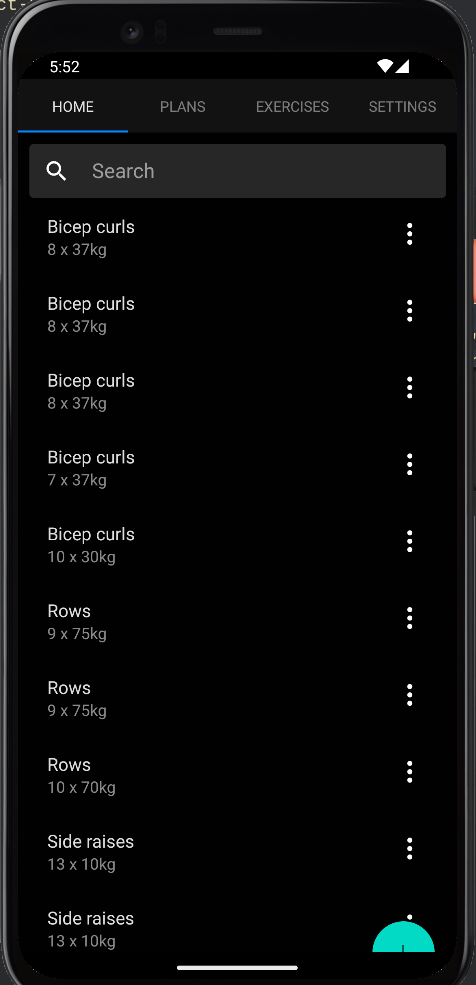 ct-
5:52
HOME PLANS EXERCISES SETTINGS
Search
Bicep curls
8 x 37kg
Bicep curls
8 x 37kg
Bicep curls
8 x 37kg
Bicep curls
7 x 37kg
Bicep curls
10 x 30kg
Rows
9 x 75kg
Rows
9 x 75kg
Rows
10 x 70kg
Side raises
13 x 10kg
Side raises
13 x 10kg